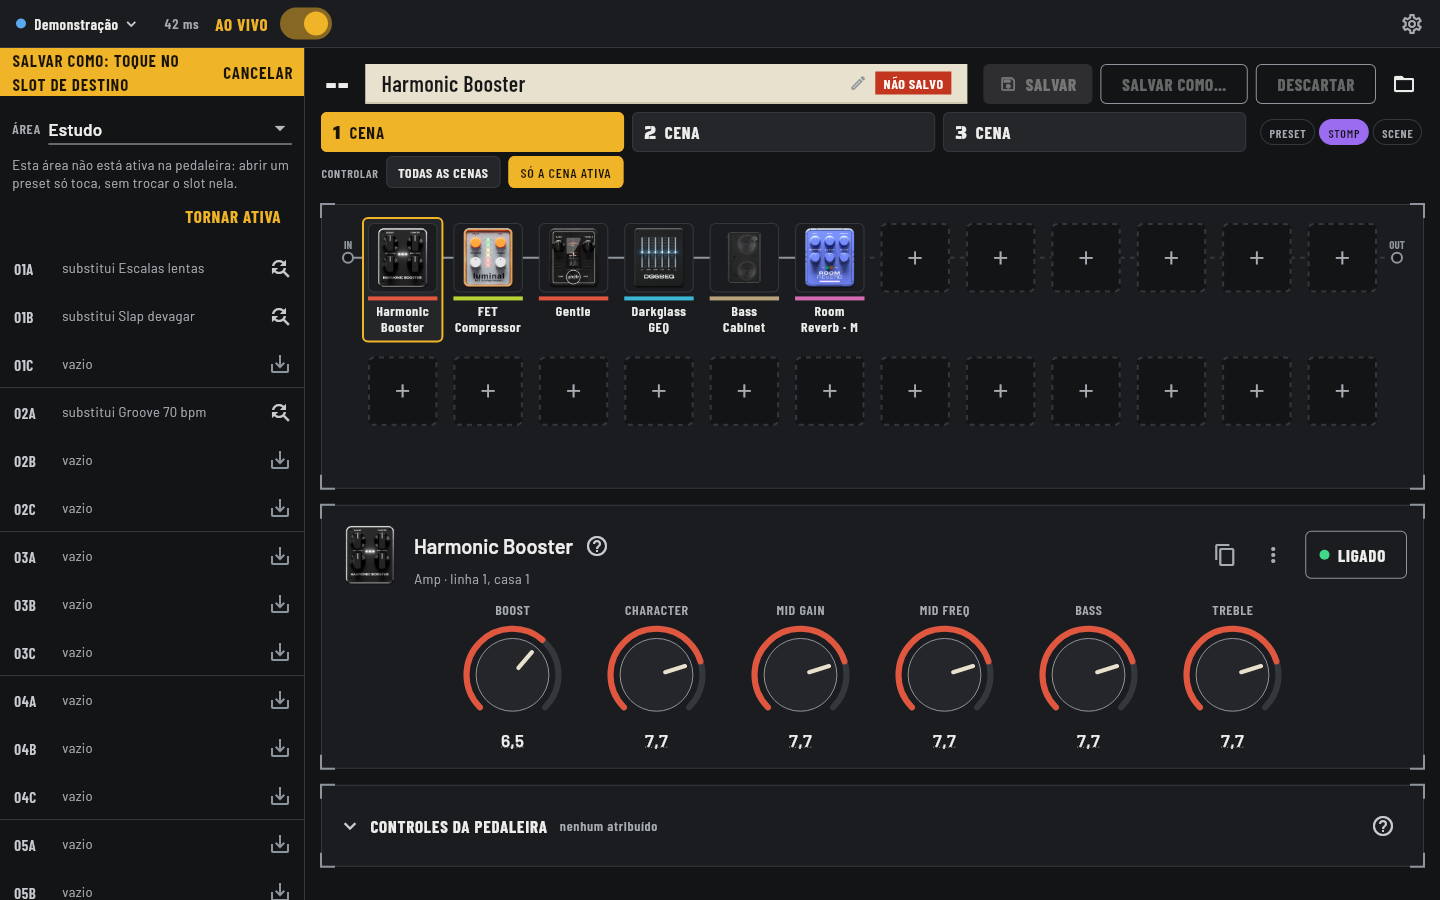 Demonstração
42 ms
AO VIVO
SALVAR COMO: TOQUE NO
SLOT DE DESTINO
CANCELAR
ÁREA Estudo
Esta área não está ativa na pedaleira: abrir um
preset só toca, sem trocar o slot nela.
TORNAR ATIVA
01A substitui Escalas lentas
01B substitui Slap devagar
01C vazio
02A substitui Groove 70 bpm
02B vazio
02C vazio
03A vazio
03B vazio
03C vazio
04A vazio
04B vazio
04C vazio
05A vazio
05B vazio
-- Harmonic Booster NÃO SALVO
SALVAR
SALVAR COMO...
DESCARTAR
1 CENA
2 CENA
3 CENA
PRESET STOMP SCENE
CONTROLAR TODAS AS CENAS SÓ A CENA ATIVA
IN
OUT
HARMONIC BOOSTER
luminal
ROOM
Harmonic
Booster
FET
Compressor
Gentle
Darkglass
GEQ
Bass
Cabinet
Room
Reverb · M
Harmonic Booster
Amp · linha 1, casa 1
LIGADO
BOOST CHARACTER MID GAIN MID FREQ BASS TREBLE
6,5 7,7 7,7 7,7 7,7 7,7
CONTROLES DA PEDALEIRA nenhum atribuído